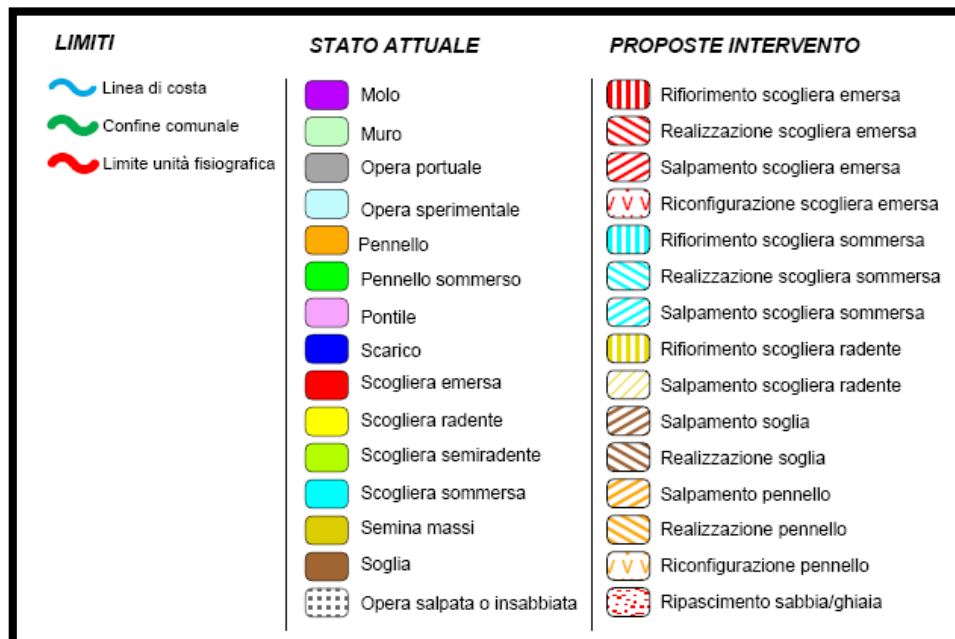 LIMITI
Linea di costa
Confine comunale
Limite unità fisiografica
STATO ATTUALE
Molo
Muro
Opera portuale
Opera sperimentale
Pennello
Pennello sommerso
Pontile
Scarico
Scogliera emersa
Scogliera radente
Scogliera semiradente
Scogliera sommersa
Semina massi
Soglia
Opera salpata o insabbiata
PROPOSTE INTERVENTO
Rifiorimento scogliera emersa
Realizzazione scogliera emersa
Salpamento scogliera emersa
Riconfigurazione scogliera emersa
Rifiorimento scogliera sommersa
Realizzazione scogliera sommersa
Salpamento scogliera sommersa
Rifiorimento scogliera radente
Salpamento scogliera radente
Salpamento soglia
Realizzazione soglia
Salpamento pennello
Realizzazione pennello
Riconfigurazione pennello
Ripascimento sabbia/ghiaia